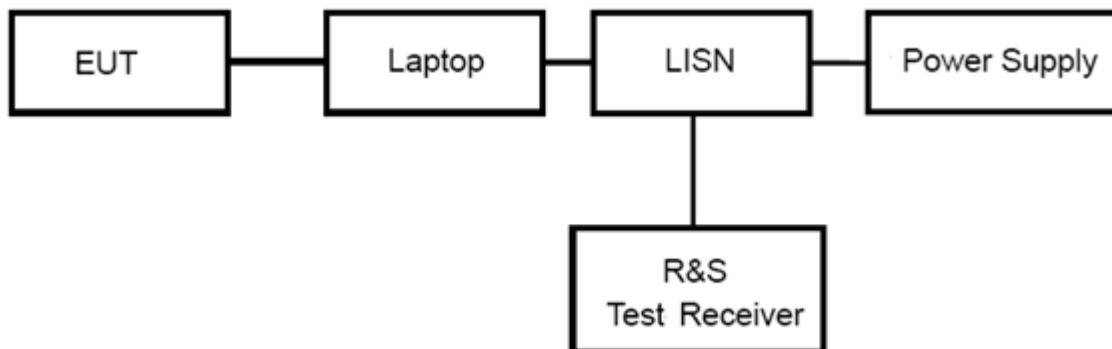 EUT
Laptop
LISN
Power Supply
R&S
Test Receiver